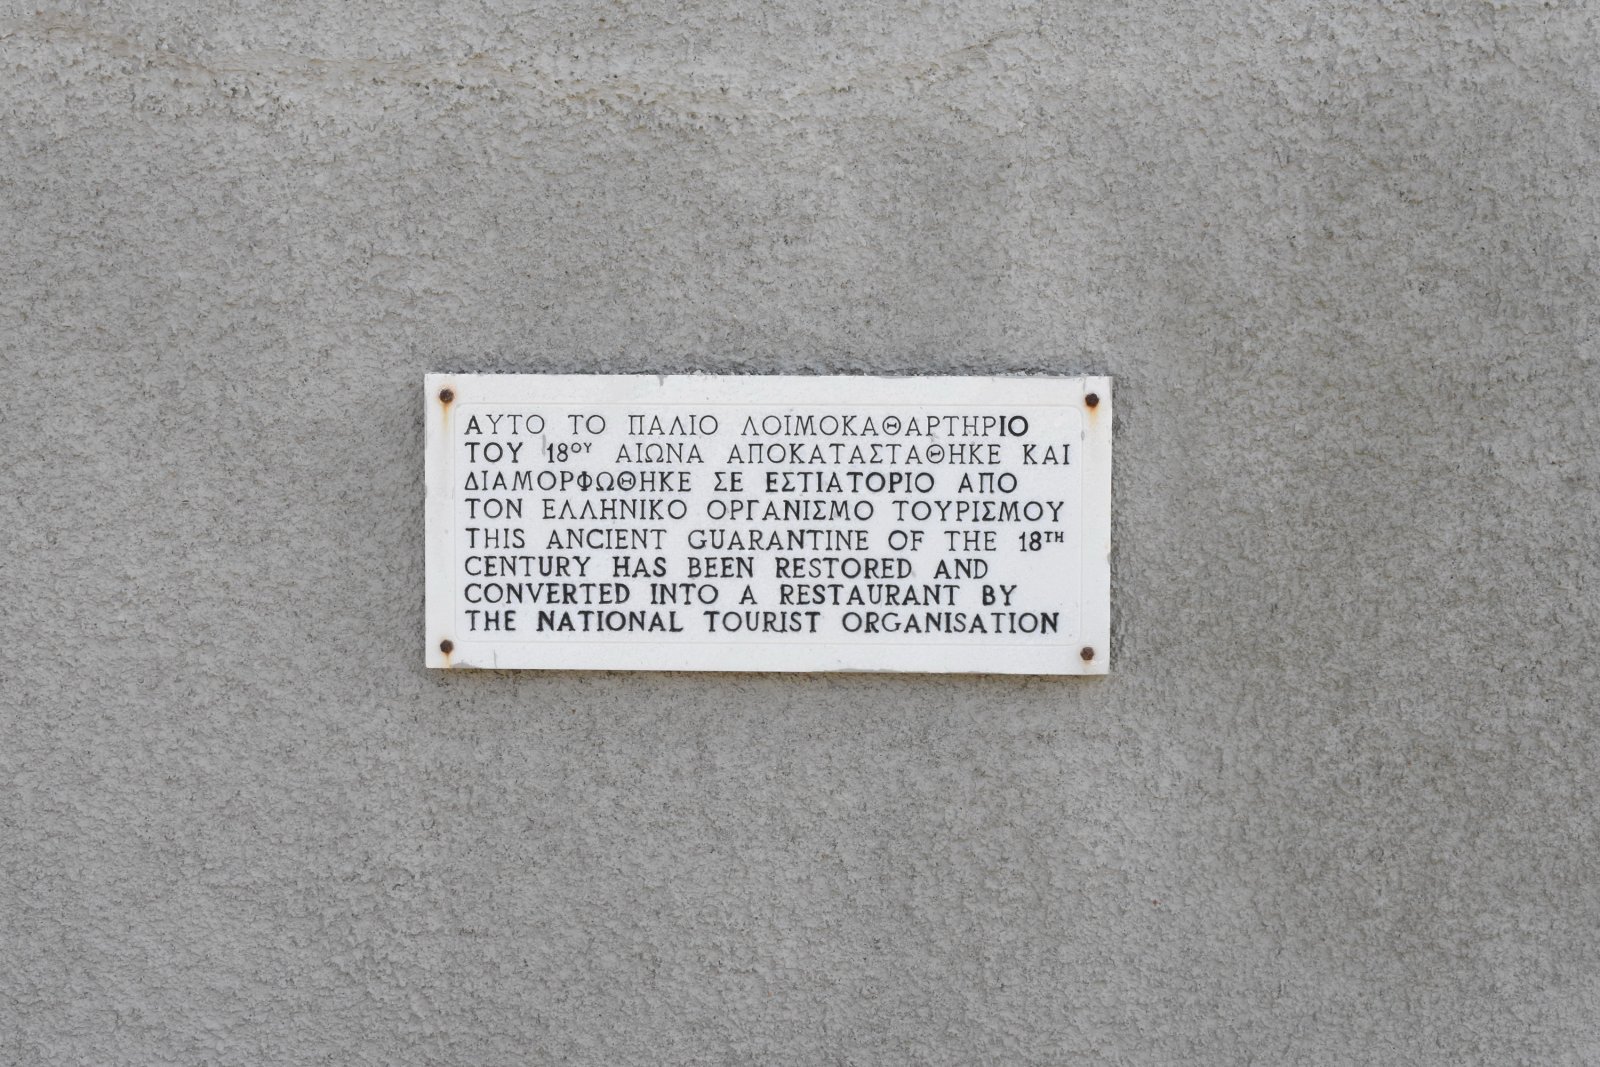 ΑΥΤΟ ΤΟ ΠΑΛΙΟ ΛΟΙΜΟΚΑΘΑΡΤΗΡΙΟ
ΤΟΥ 18ΟΥ ΑΙΩΝΑ ΑΠΟΚΑΤΑΣΤΑΘΗΚΕ ΚΑΙ
ΔΙΑΜΟΡΦΩΘΗΚΕ ΣΕ ΕΣΤΙΑΤΟΡΙΟ ΑΠΟ
ΤΟΝ ΕΛΛΗΝΙΚΟ ΟΡΓΑΝΙΣΜΟ ΤΟΥΡΙΣΜΟΥ
THIS ANCIENT GUARANTINE OF THE 18TH
CENTURY HAS BEEN RESTORED AND
CONVERTED INTO A RESTAURANT BY
THE NATIONAL TOURIST ORGANISATION